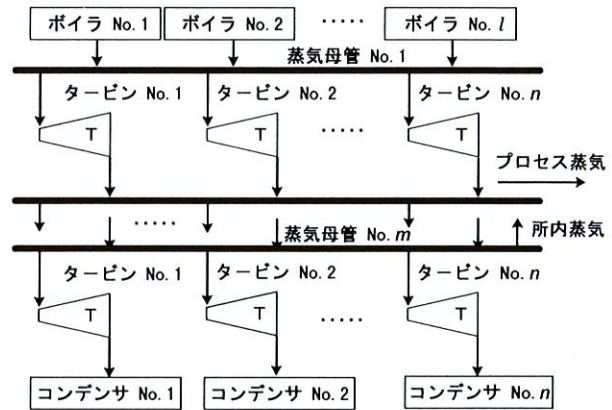 ボイラ No.1 ボイラ No.2 ····· ボイラ No.l
蒸気母管 No.1
タービン No.1 タービン No.2 タービン No.n
T T ····· T
プロセス蒸気
·····
蒸気母管 No.m 所内蒸気
タービン No.1 タービン No.2 タービン No.n
T T ····· T
コンデンサ No.1 コンデンサ No.2 コンデンサ No.n